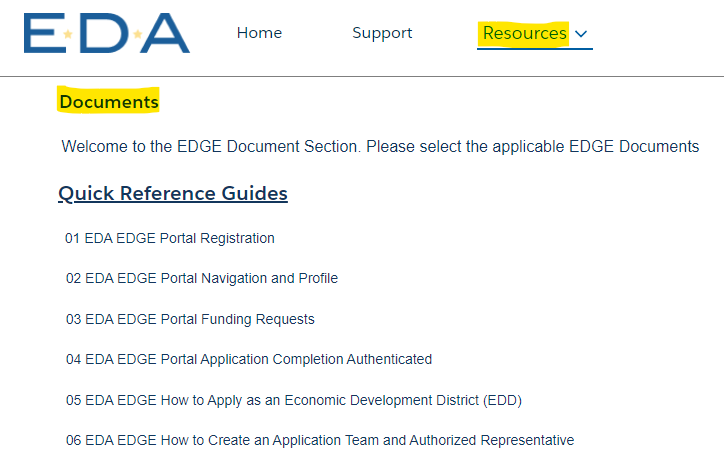 EDA Home Support Resources
Documents
Welcome to the EDGE Document Section. Please select the applicable EDGE Documents
Quick Reference Guides
01 EDA EDGE Portal Registration
02 EDA EDGE Portal Navigation and Profile
03 EDA EDGE Portal Funding Requests
04 EDA EDGE Portal Application Completion Authenticated
05 EDA EDGE How to Apply as an Economic Development District (EDD)
06 EDA EDGE How to Create an Application Team and Authorized Representative